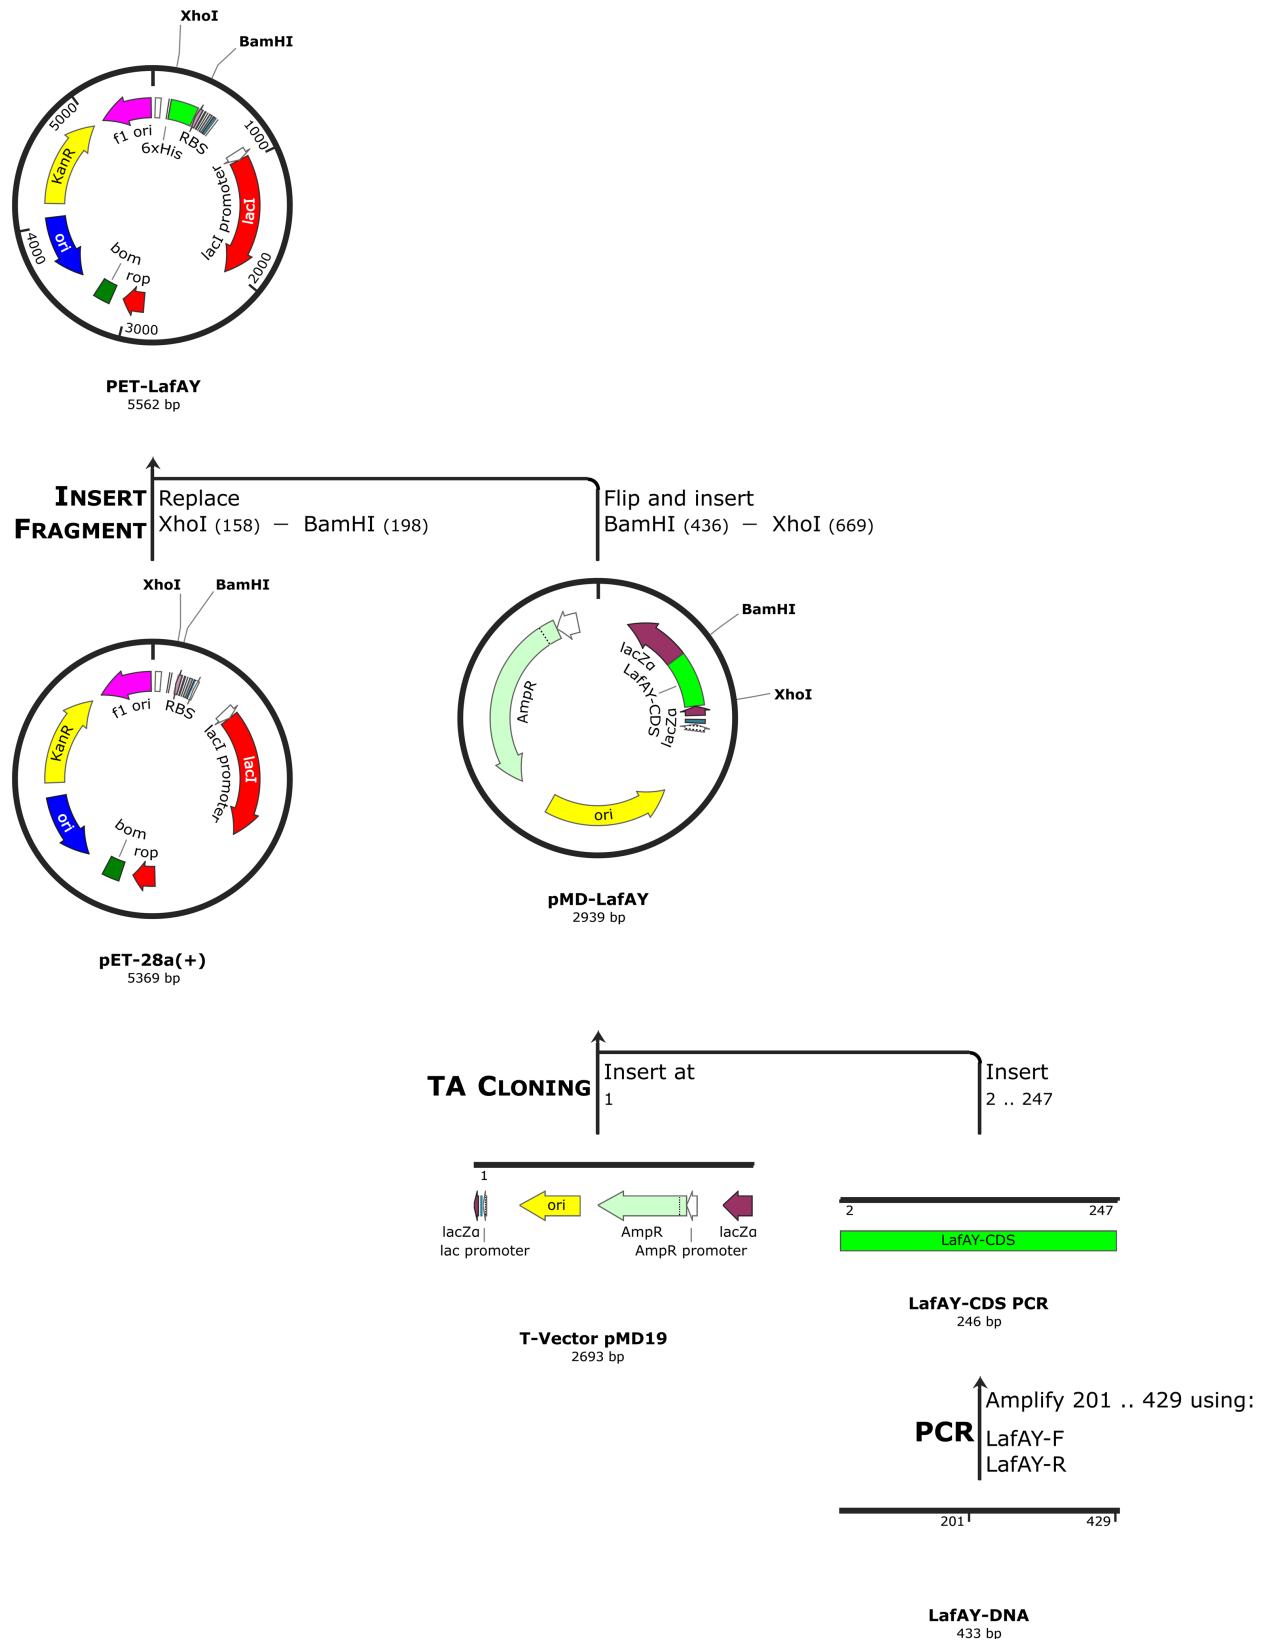 XhoI
BamHI
5000
1000
f1 ori
6xHis
RBS
KanR
lacI promoter
lacI
ori
4000
2000
bom
rop
3000
PET-LafAY
5562 bp
INSERT
FRAGMENT
Replace
XhoI (158) – BamHI (198)
Flip and insert
BamHI (436) – XhoI (669)
XhoI
BamHI
f1 ori
RBS
KanR
lacI promoter
lacI
ori
bom
rop
pET-28a(+)
5369 bp
BamHI
XhoI
lacZα
LafAY-CDS
lacZα
AmpR
ori
pMD-LafAY
2939 bp
TA CLONING
Insert at
1
Insert
2 .. 247
1
ori
lacZα
AmpR
lacZα
lac promoter
AmpR promoter
T-Vector pMD19
2693 bp
2
247
LafAY-CDS
LafAY-CDS PCR
246 bp
PCR
Amplify 201 .. 429 using:
LafAY-F
LafAY-R
201
429
LafAY-DNA
433 bp